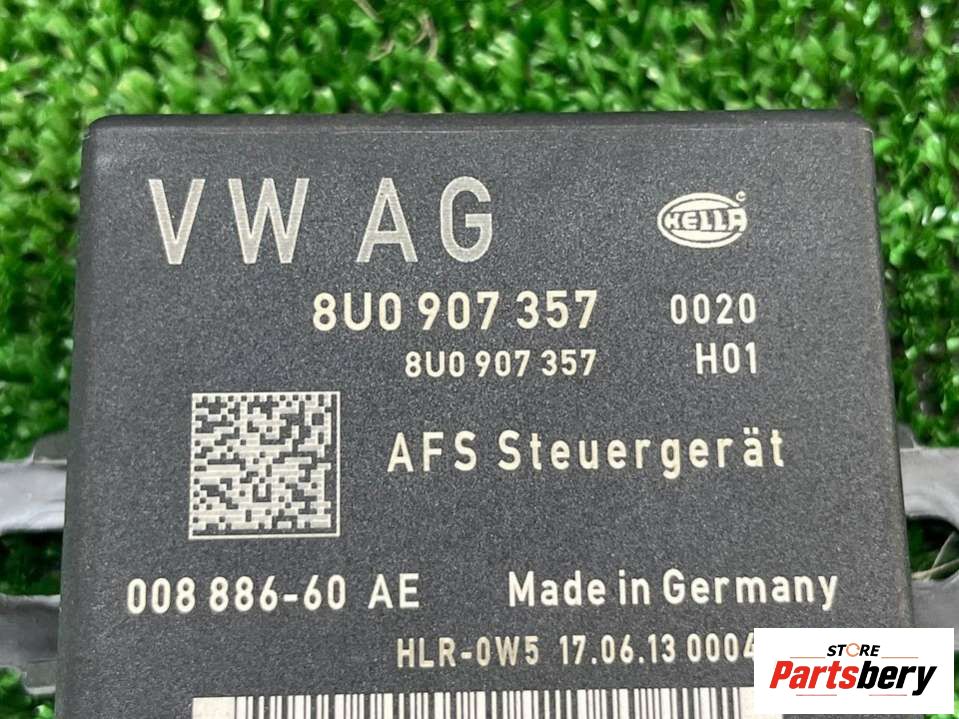 VW AG
HELLA
8U0 907 357 0020
8U0 907 357 H01
AFS Steuergerät
008 886-60 AE Made in Germany
HLR-0W5 17.06.13 0004
STORE
Partsbery